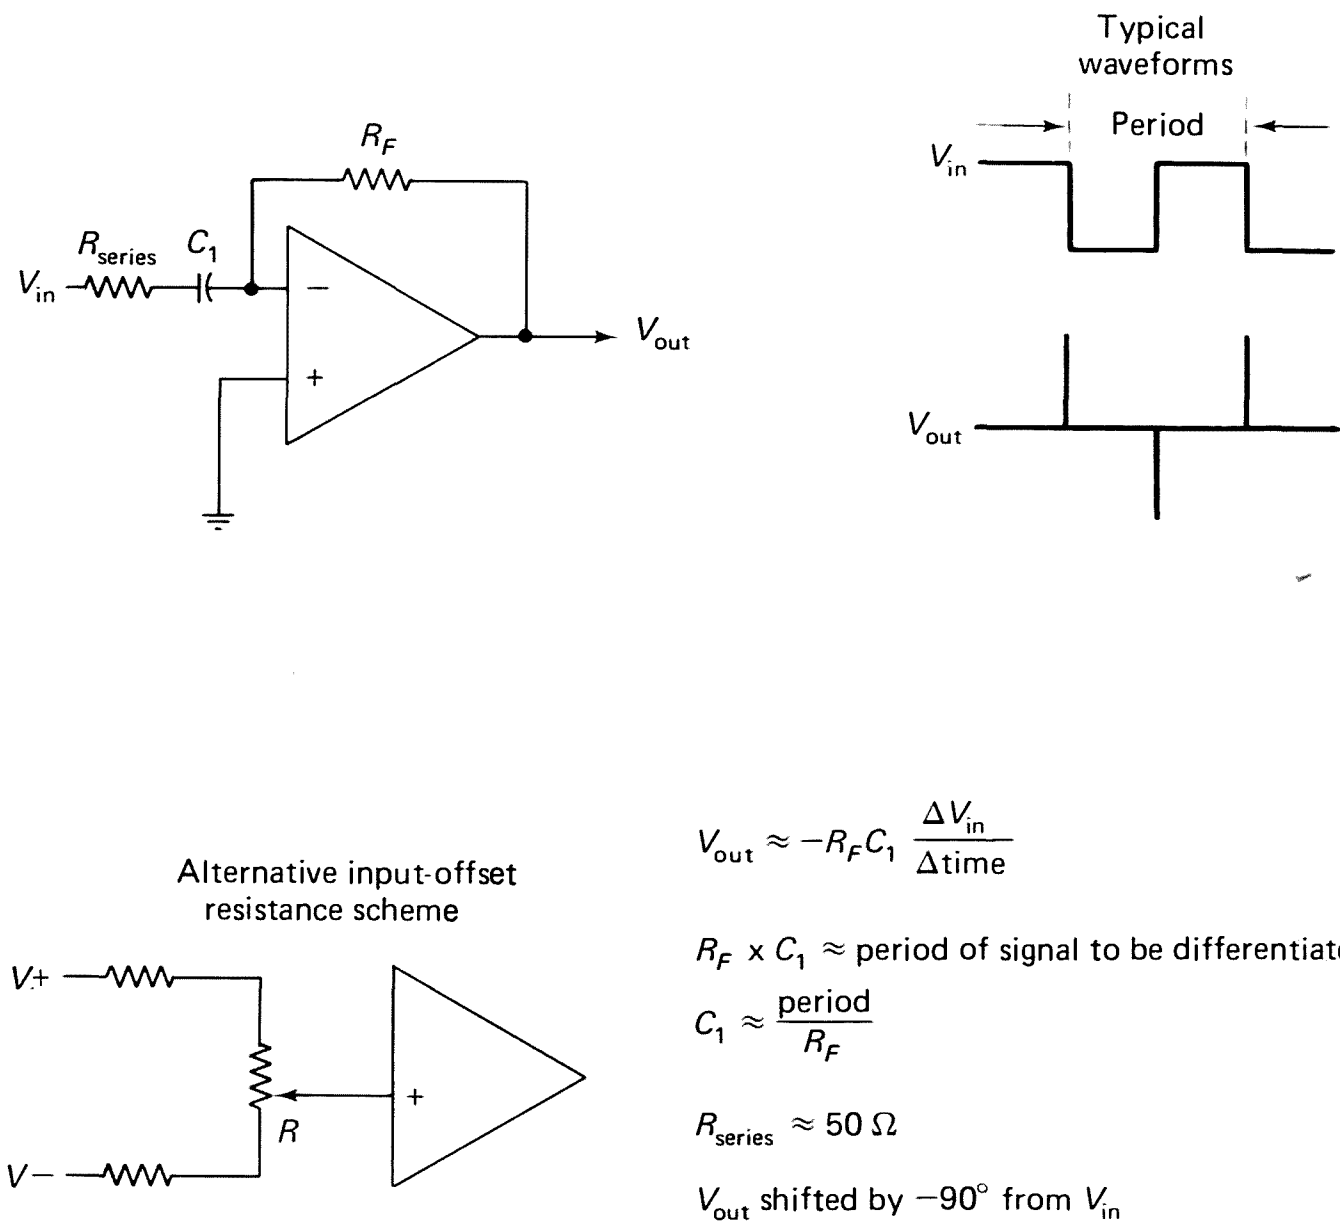 Typical
waveforms
Period
V_in
V_out
R_F
R_series
C_1
V_in
−
+
V_out
Alternative input-offset
resistance scheme
V+
R
+
V−
V_out ≈ −R_F C_1 ΔV_in / Δtime
R_F x C_1 ≈ period of signal to be differentiate
C_1 ≈ period / R_F
R_series ≈ 50 Ω
V_out shifted by −90° from V_in